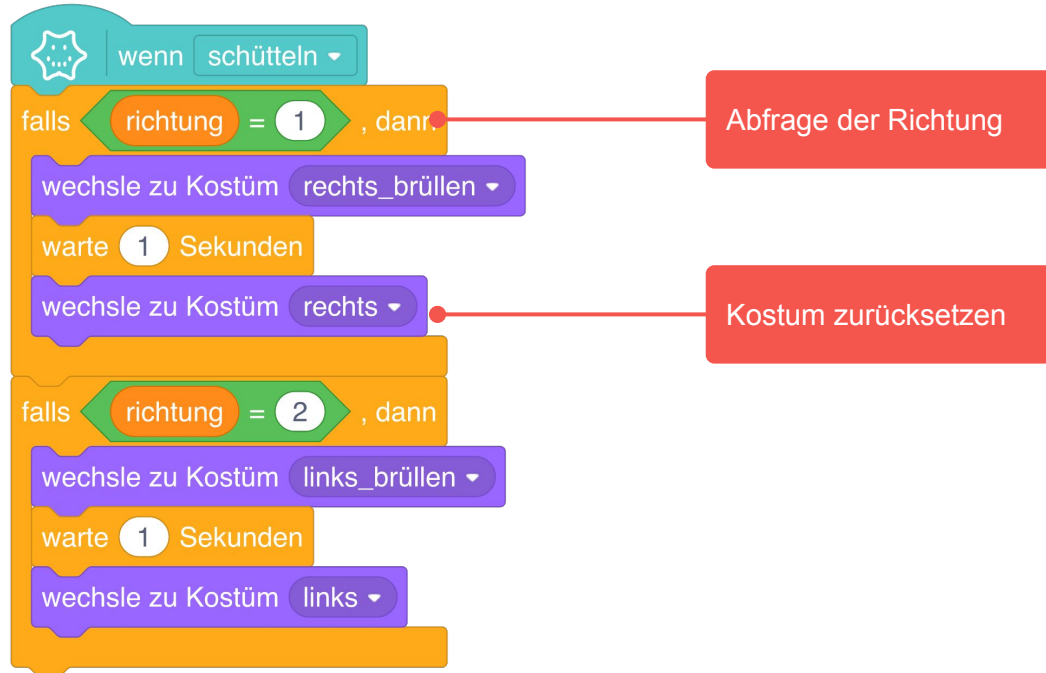 wenn schütteln
falls richtung = 1 , dann
Abfrage der Richtung
wechsle zu Kostüm rechts_brüllen
warte 1 Sekunden
wechsle zu Kostüm rechts
Kostum zurücksetzen
falls richtung = 2 , dann
wechsle zu Kostüm links_brüllen
warte 1 Sekunden
wechsle zu Kostüm links